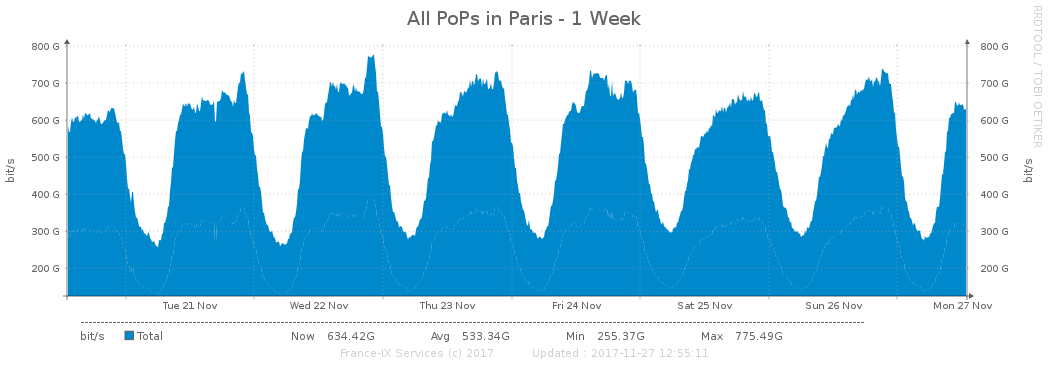 All PoPs in Paris - 1 Week
RRDTOOL / TOBI OETIKER
bit/s
800 G
700 G
600 G
500 G
400 G
300 G
200 G
800 G
700 G
600 G
500 G
400 G
300 G
200 G
bit/s
Tue 21 Nov Wed 22 Nov Thu 23 Nov Fri 24 Nov Sat 25 Nov Sun 26 Nov Mon 27 Nov
bit/s Total Now 634.42G Avg 533.34G Min 255.37G Max 775.49G
France-IX Services (c) 2017 Updated : 2017-11-27 12:55:11